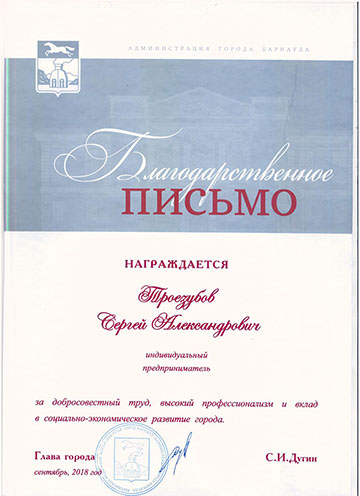 АДМИНИСТРАЦИЯ ГОРОДА БАРНАУЛА
Благодарственное
ПИСЬМО
НАГРАЖДАЕТСЯ
Троезубов
Сергей Александрович
индивидуальный
предприниматель
за добросовестный труд, высокий профессионализм и вклад
в социально-экономическое развитие города.
Глава города
С.И.Дугин
сентябрь, 2018 год